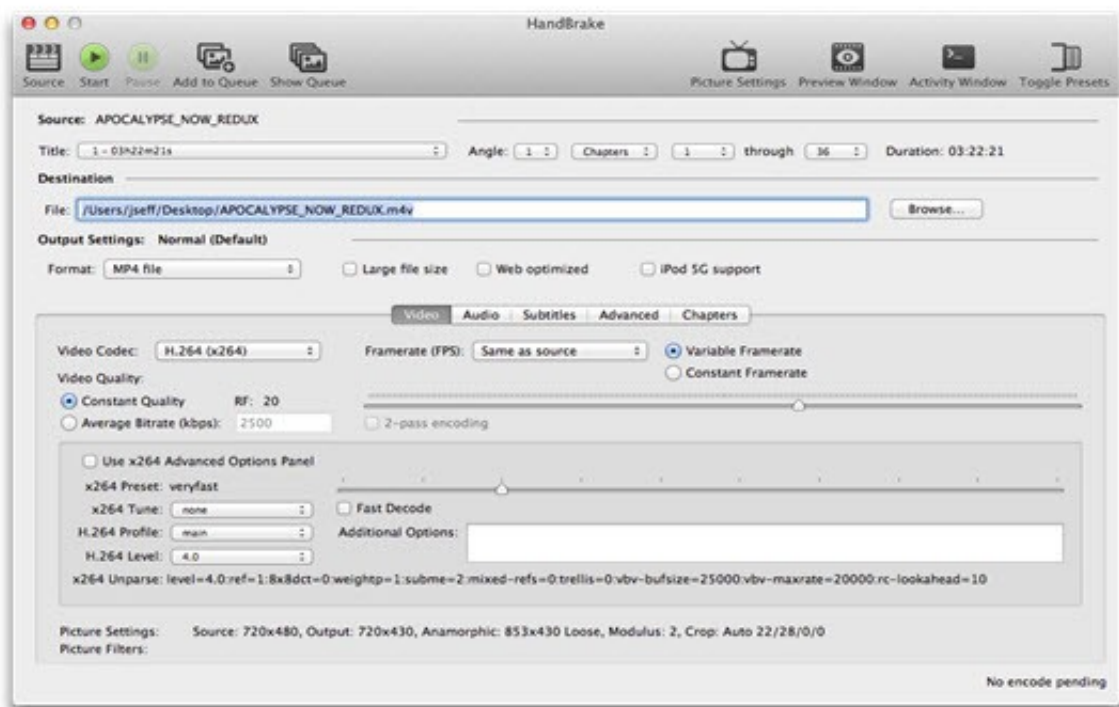 HandBrake
Source Start Pause Add to Queue Show Queue Picture Settings Preview Window Activity Window Toggle Presets
Source: APOCALYPSE_NOW_REDUX
Title: 1 - 03h22m21s Angle: 1 Chapters 1 through 36 Duration: 03:22:21
Destination
File: /Users/jseff/Desktop/APOCALYPSE_NOW_REDUX.m4v Browse...
Output Settings: Normal (Default)
Format: MP4 file Large file size Web optimized iPod 5G support
Video Audio Subtitles Advanced Chapters
Video Codec: H.264 (x264) Framerate (FPS): Same as source Variable Framerate
Constant Framerate
Video Quality:
Constant Quality RF: 20
Average Bitrate (kbps): 2500 2-pass encoding
Use x264 Advanced Options Panel
x264 Preset: veryfast
x264 Tune: none Fast Decode
H.264 Profile: main Additional Options:
H.264 Level: 4.0
x264 Unparse: level=4.0:ref=1:8x8dct=0:weightp=1:subme=2:mixed-refs=0:trellis=0:vbv-bufsize=25000:vbv-maxrate=20000:rc-lookahead=10
Picture Settings: Source: 720x480, Output: 720x430, Anamorphic: 853x430 Loose, Modulus: 2, Crop: Auto 22/28/0/0
Picture Filters:
No encode pending